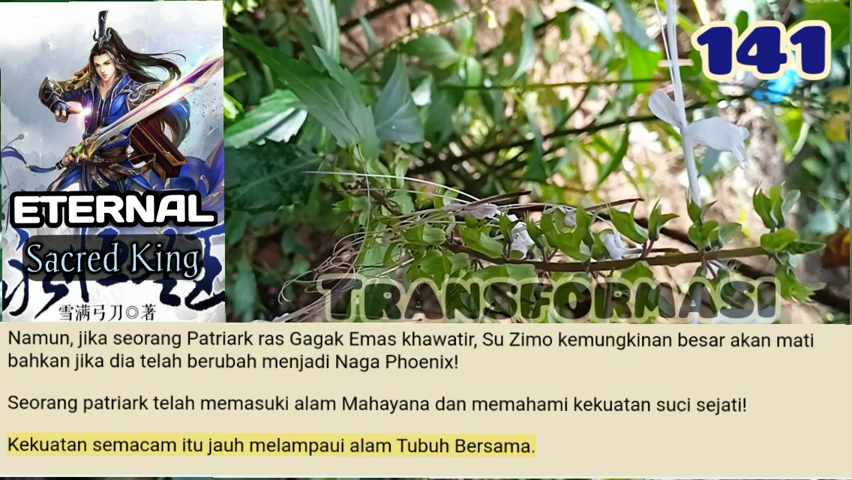 141
ETERNAL
Sacred King
雪满弓刀◎著
TRANSFORMASI
Namun, jika seorang Patriark ras Gagak Emas khawatir, Su Zimo kemungkinan besar akan mati
bahkan jika dia telah berubah menjadi Naga Phoenix!
Seorang patriark telah memasuki alam Mahayana dan memahami kekuatan suci sejati!
Kekuatan semacam itu jauh melampaui alam Tubuh Bersama.